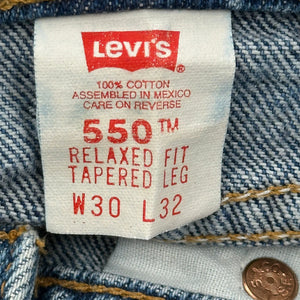 Levi's®
100% COTTON
ASSEMBLED IN MEXICO
CARE ON REVERSE
550™
RELAXED FIT
TAPERED LEG
W30 L32